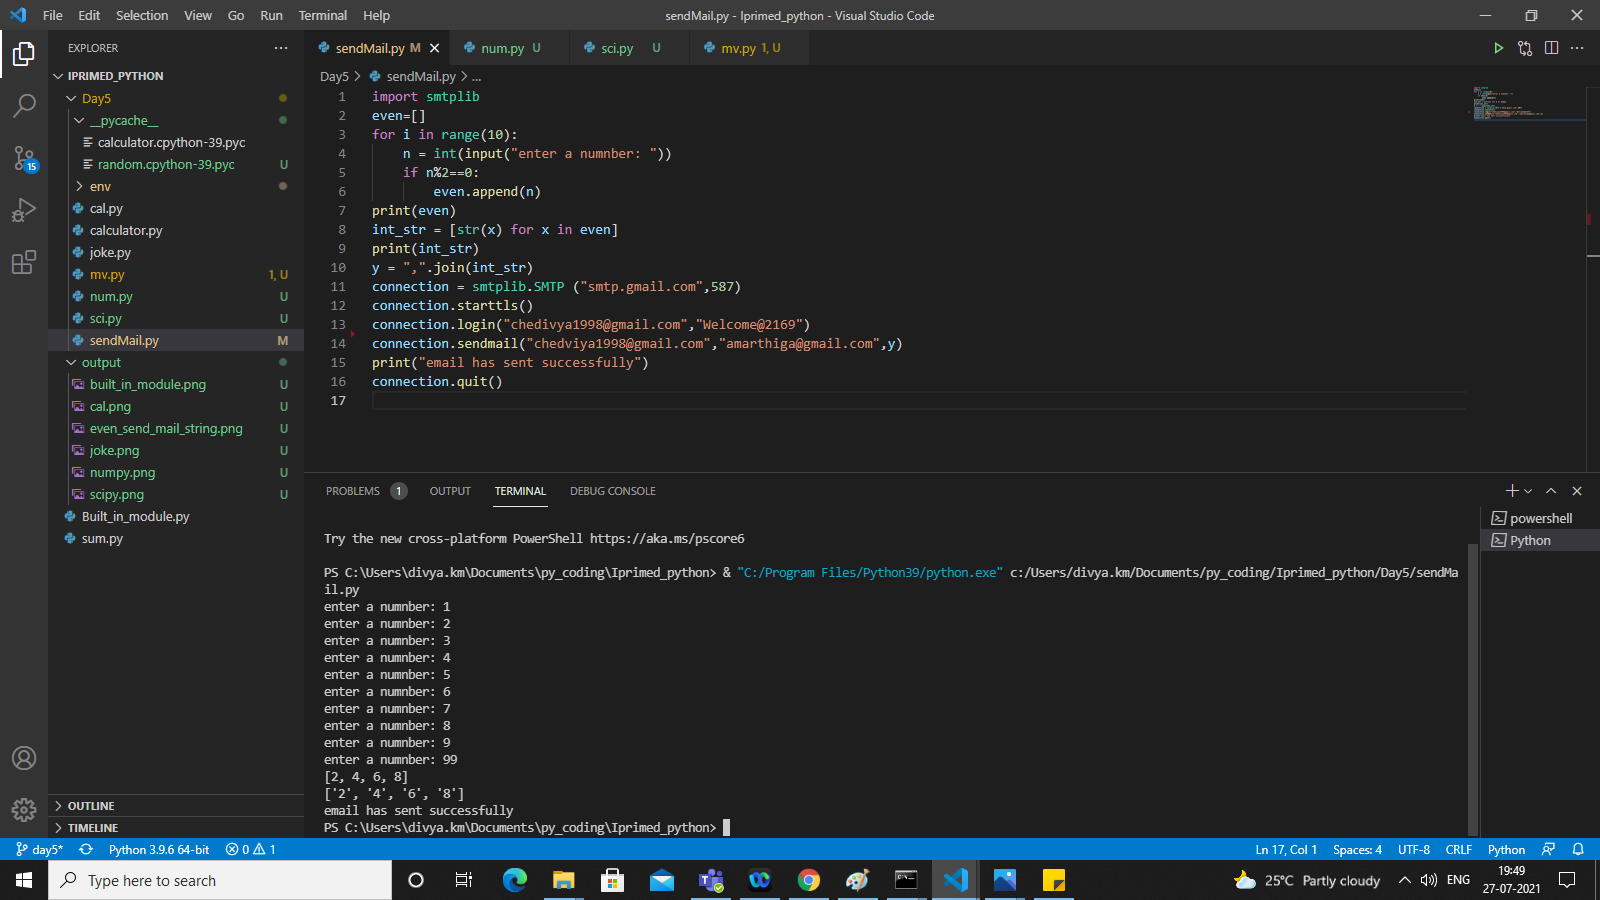 File Edit Selection View Go Run Terminal Help
sendMail.py - Iprimed_python - Visual Studio Code
EXPLORER
IPRIMED_PYTHON
Day5
__pycache__
calculator.cpython-39.pyc
random.cpython-39.pyc U
env
cal.py
calculator.py
joke.py
mv.py 1, U
num.py U
sci.py U
sendMail.py M
output
built_in_module.png U
cal.png U
even_send_mail_string.png U
joke.png U
numpy.png U
scipy.png U
Built_in_module.py
sum.py
OUTLINE
TIMELINE
15
sendMail.py M num.py U sci.py U mv.py 1, U
Day5 > sendMail.py > ...
1 import smtplib
2 even=[]
3 for i in range(10):
4 n = int(input("enter a numnber: "))
5 if n%2==0:
6 even.append(n)
7 print(even)
8 int_str = [str(x) for x in even]
9 print(int_str)
10 y = ",".join(int_str)
11 connection = smtplib.SMTP ("smtp.gmail.com",587)
12 connection.starttls()
13 connection.login("chedivya1998@gmail.com","Welcome@2169")
14 connection.sendmail("chedviya1998@gmail.com","amarthiga@gmail.com",y)
15 print("email has sent successfully")
16 connection.quit()
17
PROBLEMS 1 OUTPUT TERMINAL DEBUG CONSOLE
powershell
Python
Try the new cross-platform PowerShell https://aka.ms/pscore6
PS C:\Users\divya.km\Documents\py_coding\Iprimed_python> & "C:/Program Files/Python39/python.exe" c:/Users/divya.km/Documents/py_coding/Iprimed_python/Day5/sendMa
il.py
enter a numnber: 1
enter a numnber: 2
enter a numnber: 3
enter a numnber: 4
enter a numnber: 5
enter a numnber: 6
enter a numnber: 7
enter a numnber: 8
enter a numnber: 9
enter a numnber: 99
[2, 4, 6, 8]
['2', '4', '6', '8']
email has sent successfully
PS C:\Users\divya.km\Documents\py_coding\Iprimed_python>
day5* Python 3.9.6 64-bit 0 1 Ln 17, Col 1 Spaces: 4 UTF-8 CRLF Python
Type here to search
25°C Partly cloudy ENG
19:49
27-07-2021